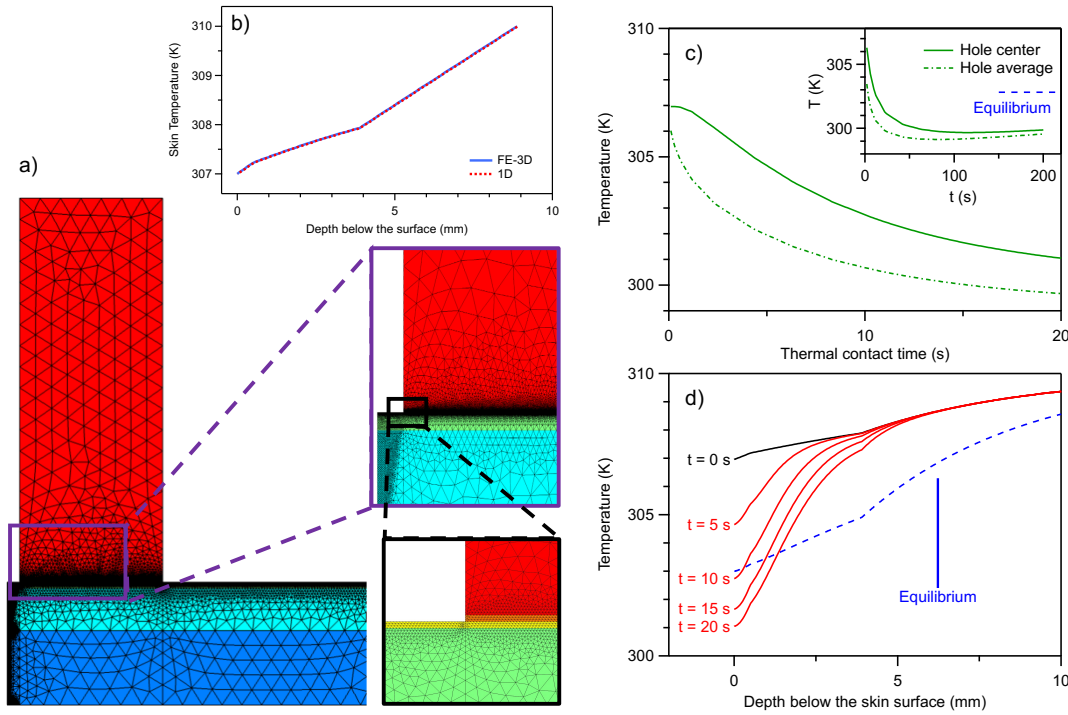 a)
b)
Skin Temperature (K)
310
309
308
307
FE-3D
1D
0
5
10
Depth below the surface (mm)
c)
Temperature (K)
310
305
300
0
10
20
Thermal contact time (s)
T (K)
305
300
Hole center
Hole average
Equilibrium
0
100
200
t (s)
d)
Temperature (K)
310
305
300
t = 0 s
t = 5 s
t = 10 s
t = 15 s
t = 20 s
Equilibrium
0
5
10
Depth below the skin surface (mm)